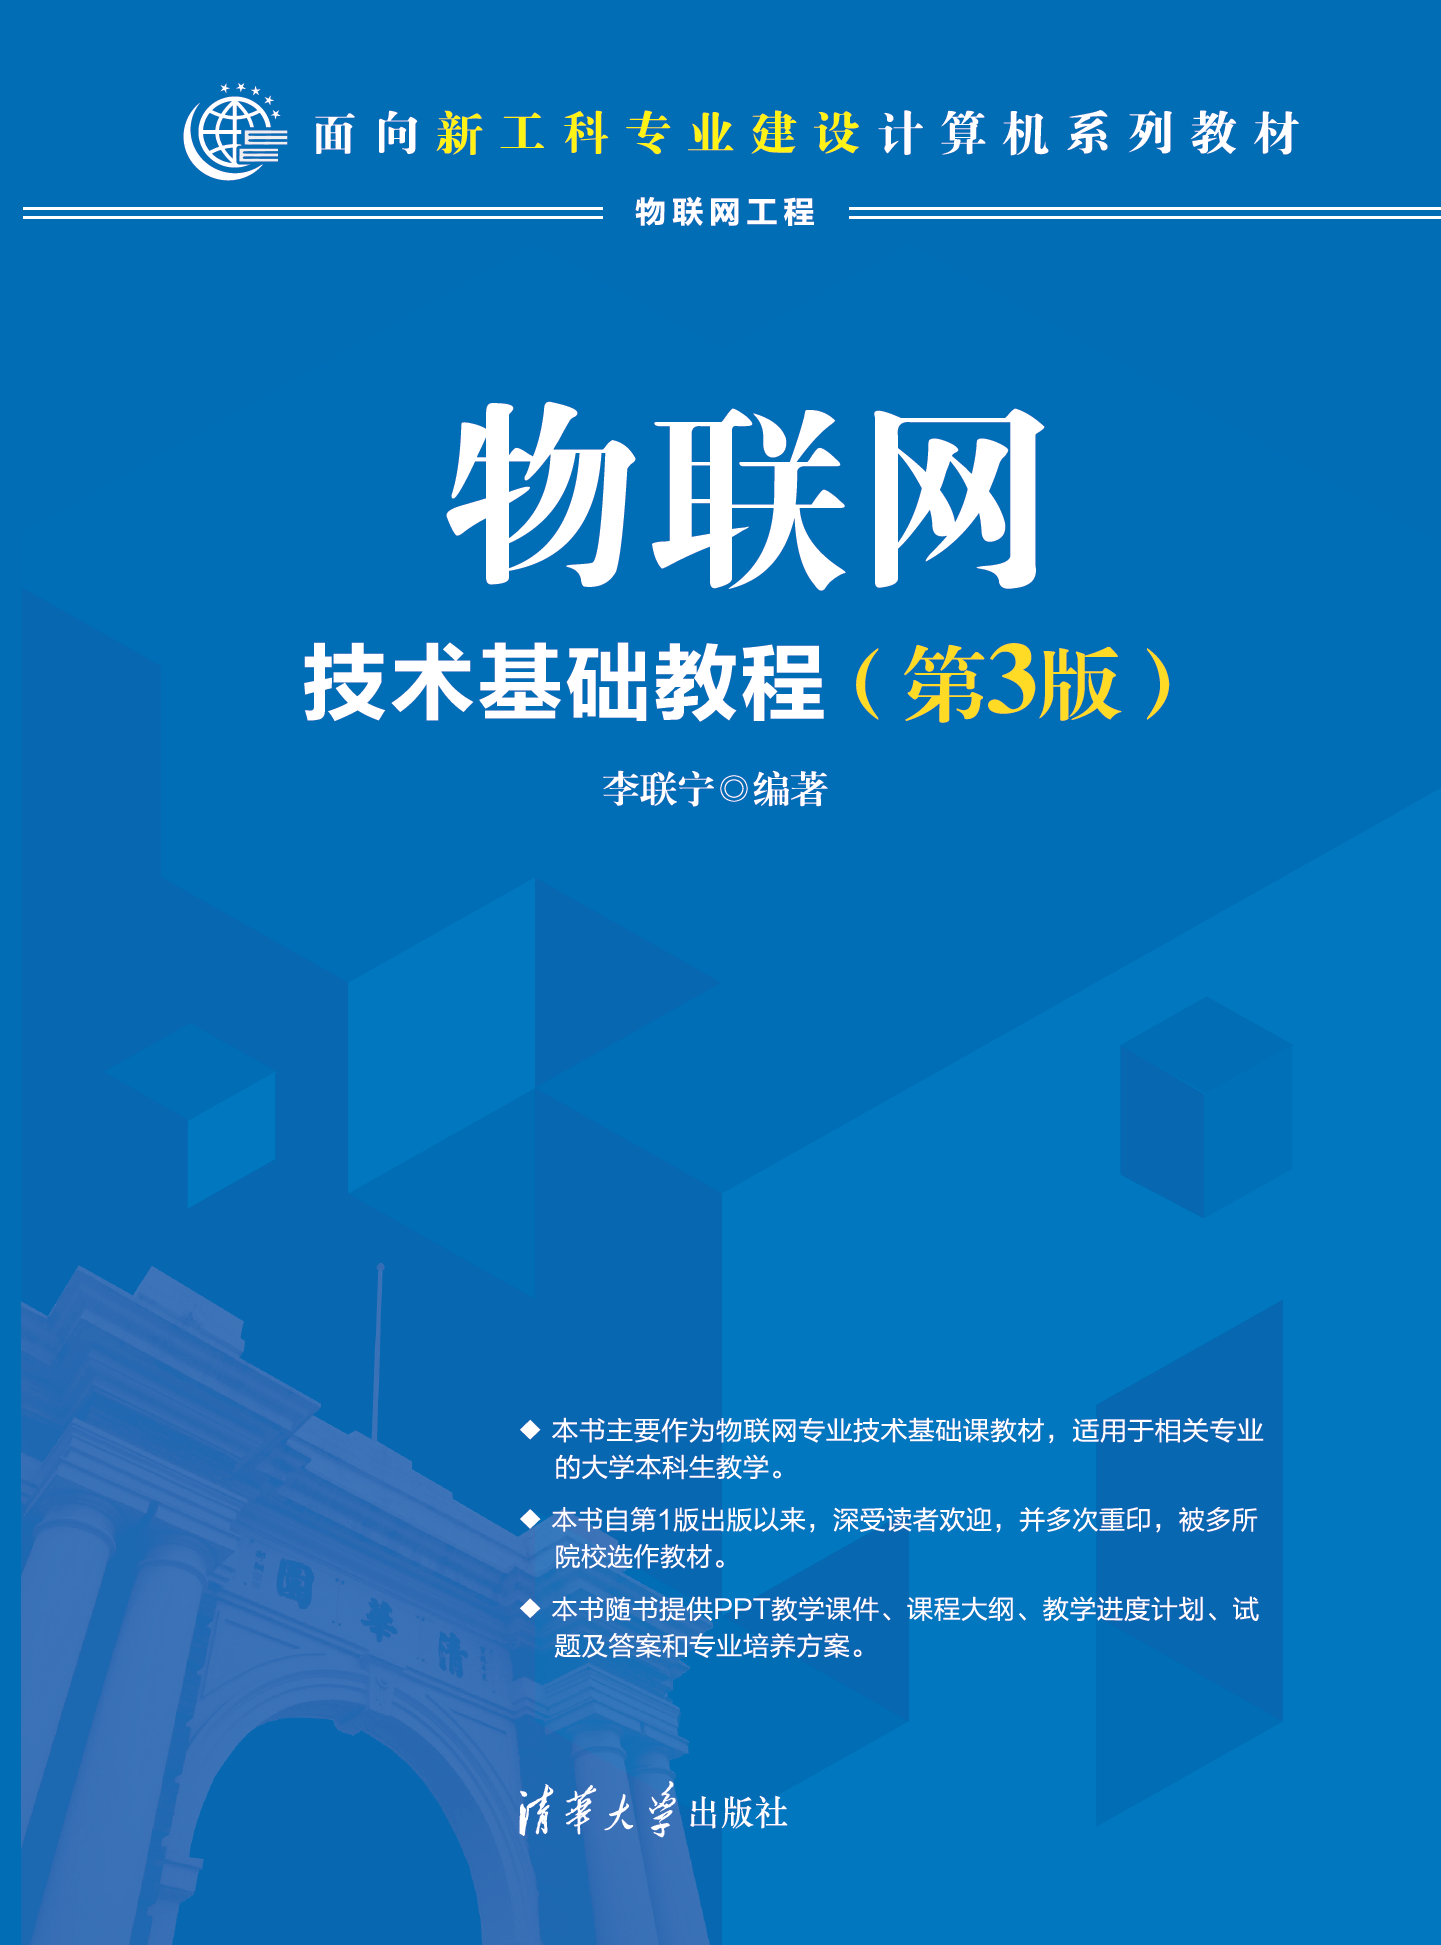 面向新工科专业建设计算机系列教材
物联网工程
物联网
技术基础教程（第3版）
李联宁◎编著
◆ 本书主要作为物联网专业技术基础课教材，适用于相关专业
的大学本科生教学。
◆ 本书自第1版出版以来，深受读者欢迎，并多次重印，被多所
院校选作教材。
◆ 本书随书提供PPT教学课件、课程大纲、教学进度计划、试
题及答案和专业培养方案。
園華清
清華大学出版社